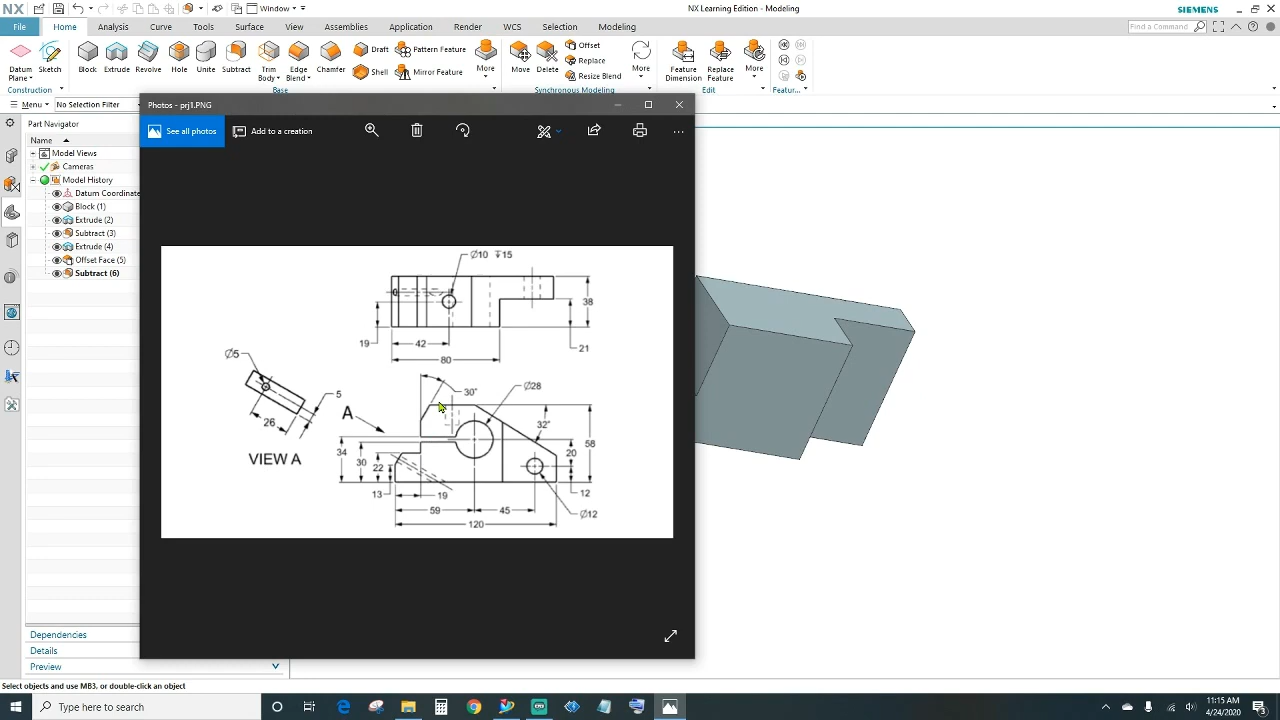 NX
Window
NX Learning Edition - Modeling
SIEMENS
File
Home
Analysis
Curve
Tools
Surface
Assemblies
Application
Render
WCS
Selection
Modeling
Find a Command
Datum Plane
Sketch
Block
Extrude
Revolve
Hole
Unite
Subtract
Trim Body
Edge Blend
Chamfer
Draft
Shell
Pattern Feature
Mirror Feature
More
Move
Delete
Offset
Replace
Resize Blend
More
Feature Dimension
Replace Feature
More
Construction
Base
Synchronous Modeling
Edit
Featur...
Menu
No Selection Filter
Part Navigator
Name
Model Views
Cameras
Model History
Datum Coordinate
Block (1)
Extrude (2)
Subtract (3)
Extrude (4)
Offset Face (5)
Subtract (6)
Dependencies
Details
Preview
Photos - prj1.PNG
See all photos
Add to a creation
Ø10 ↧15
38
19
42
21
80
Ø5
5
26
VIEW A
A
30°
Ø28
32°
58
34
30
22
20
13
19
12
59
45
Ø12
120
Select objects and use MB3, or double-click an object
Type here to search
11:15 AM
4/24/2020
3